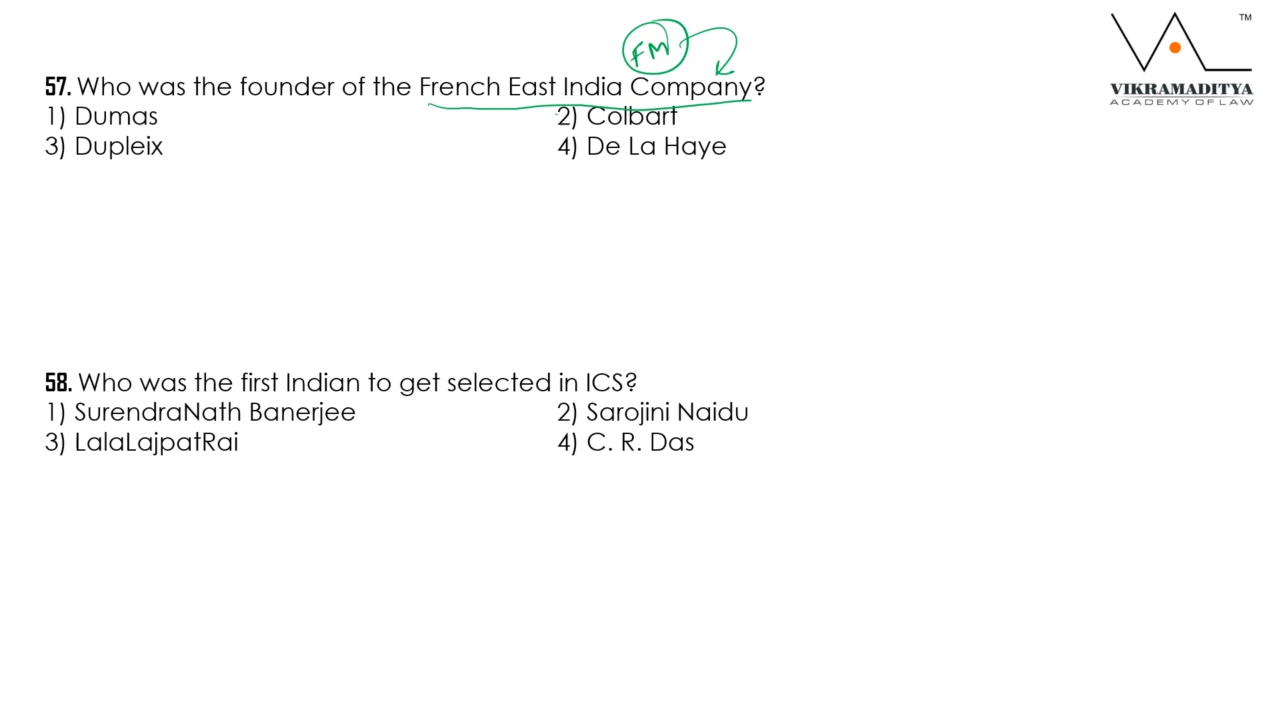 FM
57. Who was the founder of the French East India Company?
1) Dumas 2) Colbart
3) Dupleix 4) De La Haye
58. Who was the first Indian to get selected in ICS?
1) SurendraNath Banerjee 2) Sarojini Naidu
3) LalaLajpatRai 4) C. R. Das
TM
VIKRAMADITYA
ACADEMY OF LAW